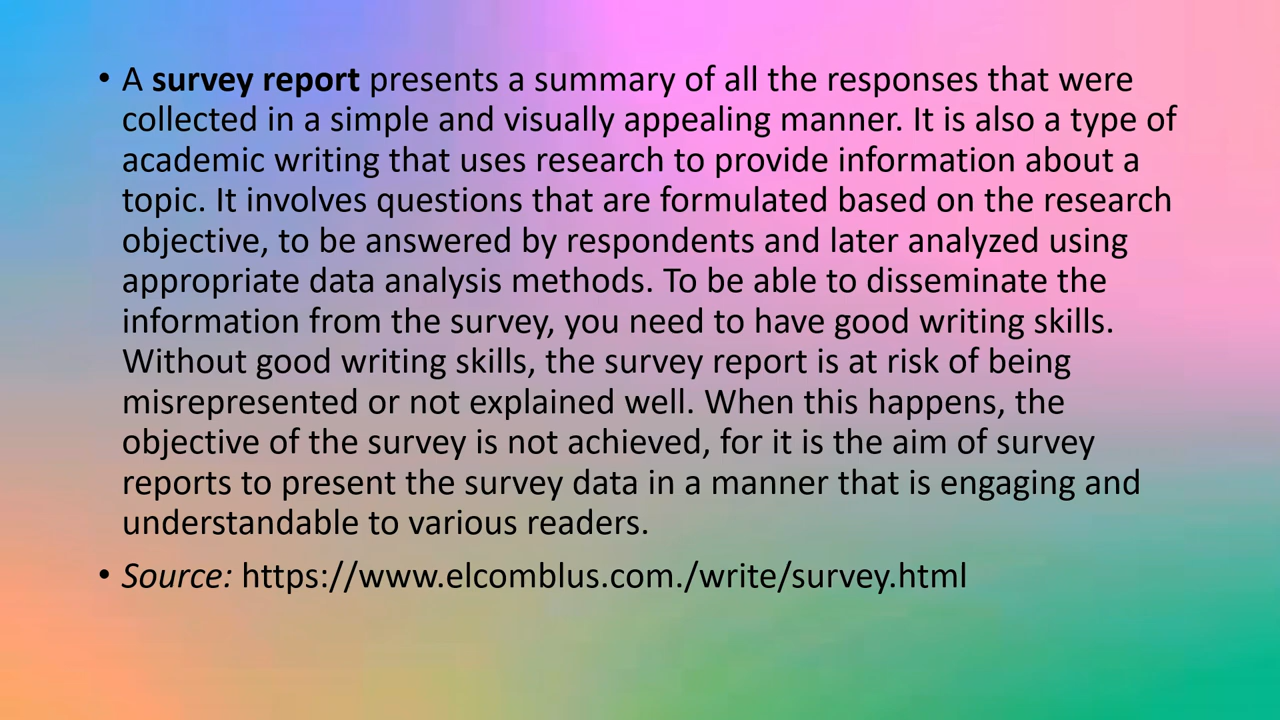 • A survey report presents a summary of all the responses that were
collected in a simple and visually appealing manner. It is also a type of
academic writing that uses research to provide information about a
topic. It involves questions that are formulated based on the research
objective, to be answered by respondents and later analyzed using
appropriate data analysis methods. To be able to disseminate the
information from the survey, you need to have good writing skills.
Without good writing skills, the survey report is at risk of being
misrepresented or not explained well. When this happens, the
objective of the survey is not achieved, for it is the aim of survey
reports to present the survey data in a manner that is engaging and
understandable to various readers.
• Source: https://www.elcomblus.com./write/survey.html